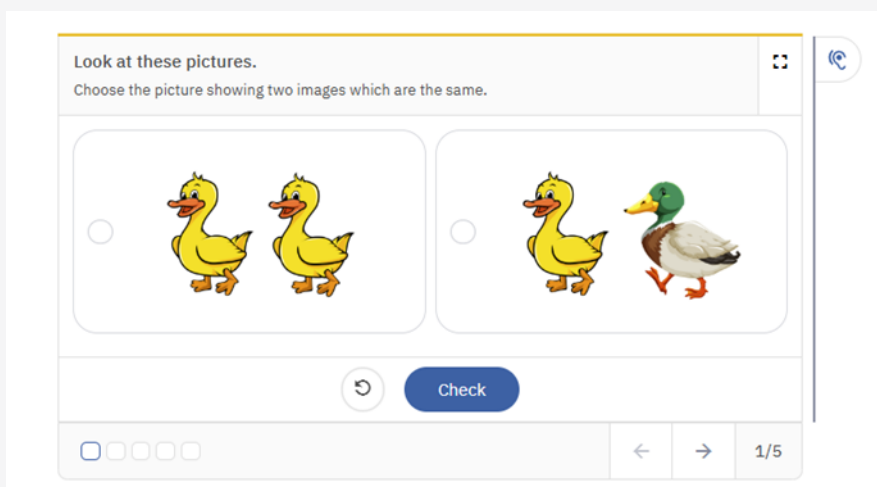 Look at these pictures.
Choose the picture showing two images which are the same.
Check
1/5